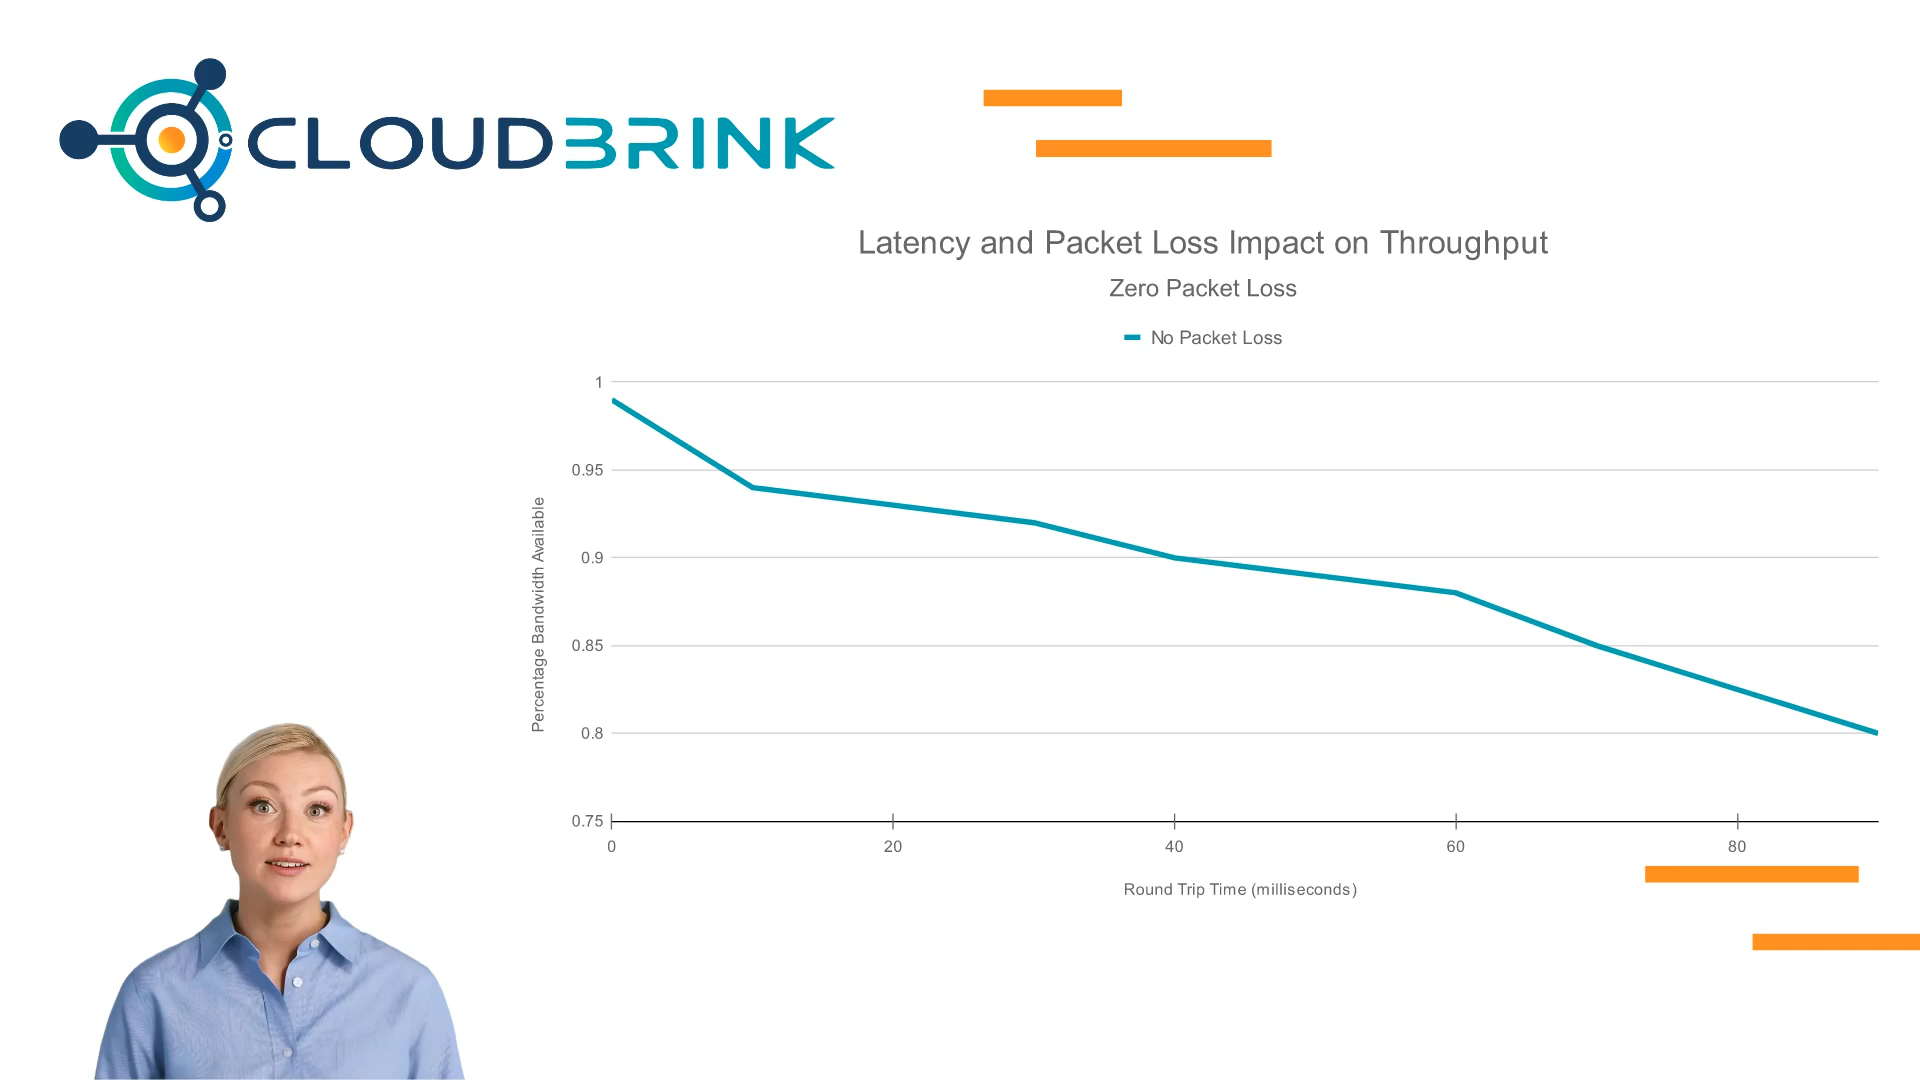 CLOUDBRINK
Latency and Packet Loss Impact on Throughput
Zero Packet Loss
No Packet Loss
1
0.95
0.9
0.85
0.8
0.75
Percentage Bandwidth Available
0 20 40 60 80
Round Trip Time (milliseconds)